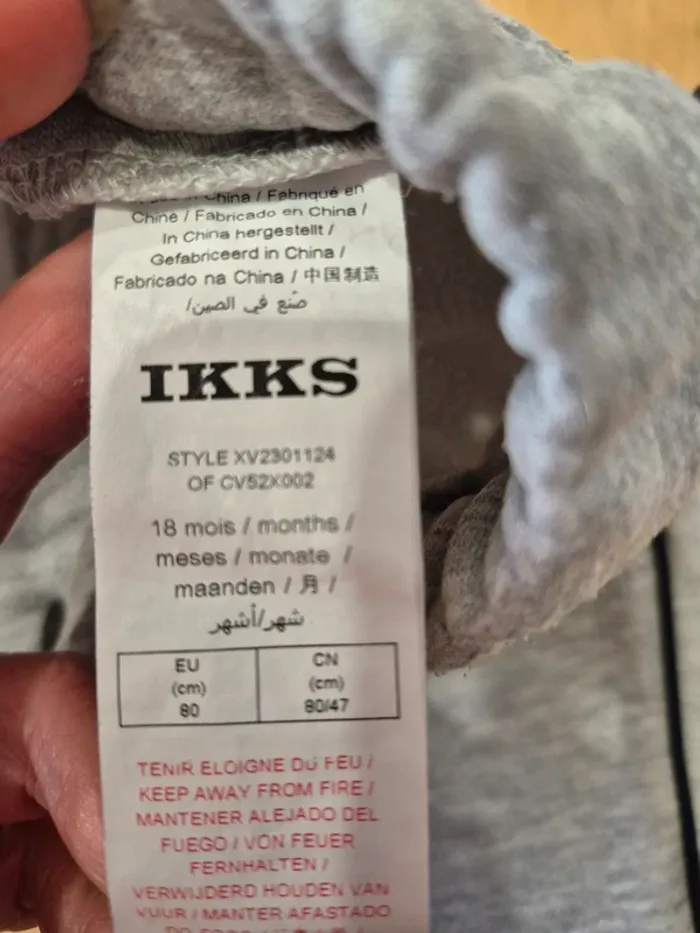 China / Fabriqué en
Chine / Fabricado en China /
In China hergestellt /
Gefabriceerd in China /
Fabricado na China / 中国制造
صنع في الصين/
IKKS
STYLE XV2301124
OF CV52X002
18 mois / months /
meses / monate /
maanden / 月 /
شهر/أشهر
EU
(cm)
80
CN
(cm)
80/47
TENIR ELOIGNE DU FEU /
KEEP AWAY FROM FIRE /
MANTENER ALEJADO DEL
FUEGO / VON FEUER
FERNHALTEN /
VERWIJDERD HOUDEN VAN
VUUR / MANTER AFASTADO